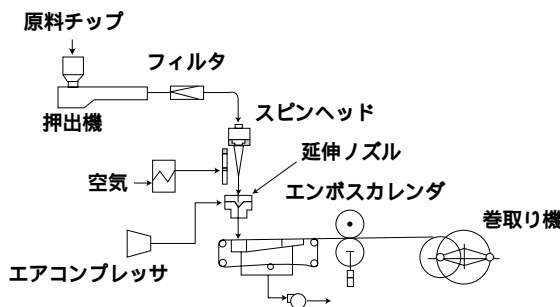 原料チップ
フィルタ
押出機
スピンヘッド
延伸ノズル
空気
エンボスカレンダ
巻取り機
エアコンプレッサ